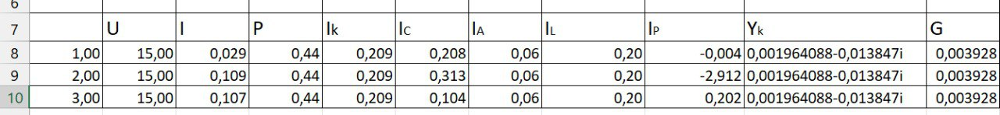 6
7 U I P Ik IC IA IL IP Yk G
8 1,00 15,00 0,029 0,44 0,209 0,208 0,06 0,20 -0,004 0,001964088-0,013847i 0,003928
9 2,00 15,00 0,109 0,44 0,209 0,313 0,06 0,20 -2,912 0,001964088-0,013847i 0,003928
10 3,00 15,00 0,107 0,44 0,209 0,104 0,06 0,20 0,202 0,001964088-0,013847i 0,003928